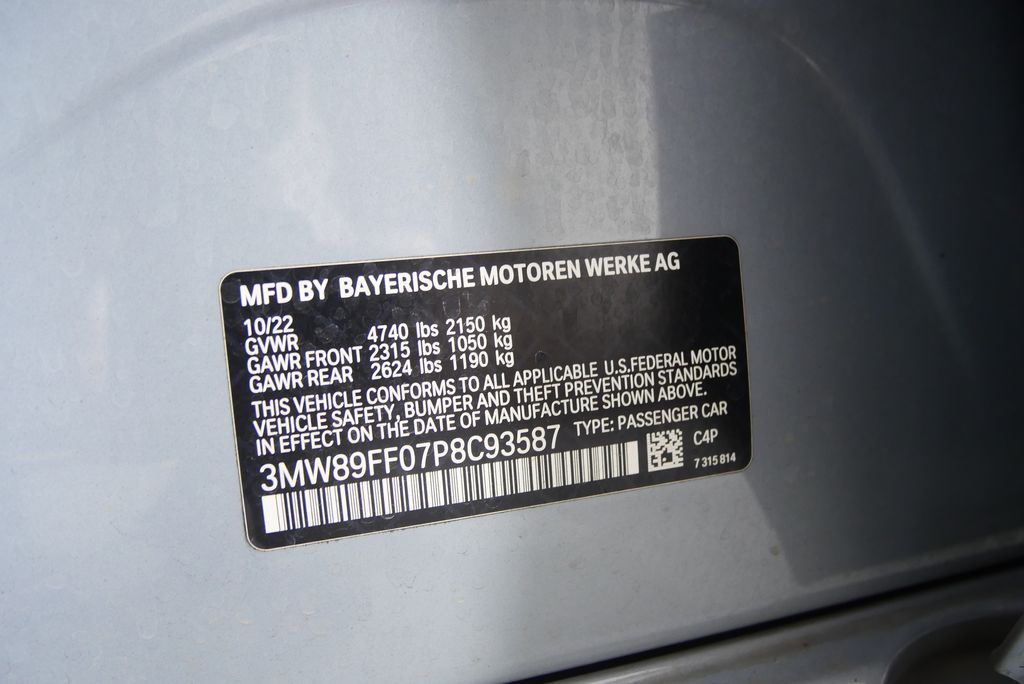 MFD BY BAYERISCHE MOTOREN WERKE AG
10/22
GVWR 4740 lbs 2150 kg
GAWR FRONT 2315 lbs 1050 kg
GAWR REAR 2624 lbs 1190 kg
THIS VEHICLE CONFORMS TO ALL APPLICABLE U.S.FEDERAL MOTOR
VEHICLE SAFETY, BUMPER AND THEFT PREVENTION STANDARDS
IN EFFECT ON THE DATE OF MANUFACTURE SHOWN ABOVE.
3MW89FF07P8C93587 TYPE: PASSENGER CAR
C4P
7 315 814